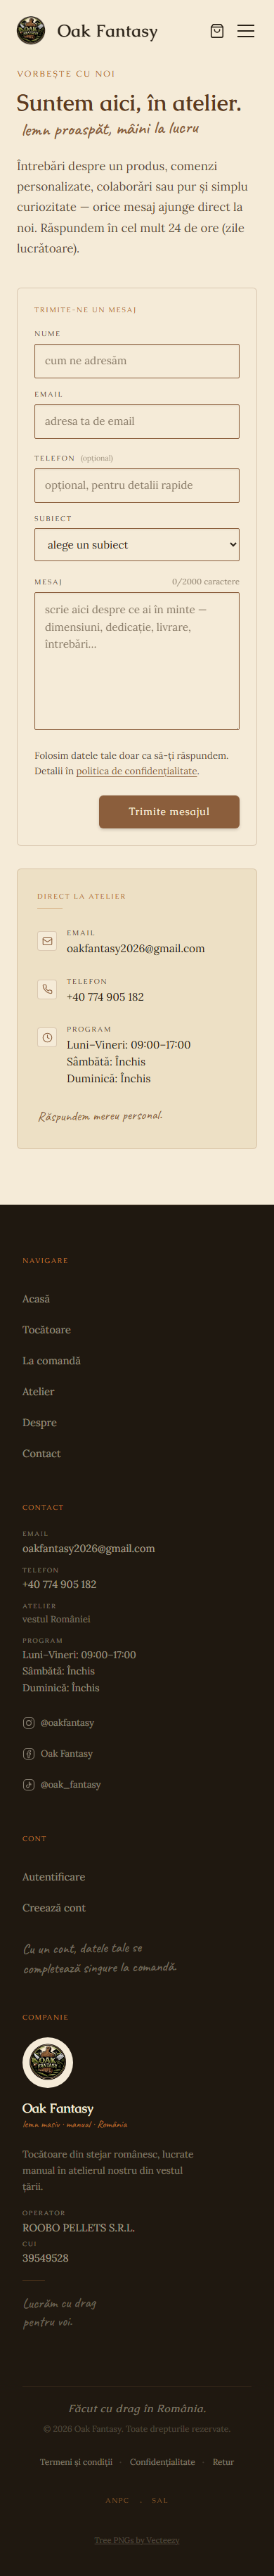 Oak Fantasy
VORBEȘTE CU NOI
Suntem aici, în atelier.
lemn proaspăt, mâini la lucru
Întrebări despre un produs, comenzi
personalizate, colaborări sau pur și simplu
curiozitate — orice mesaj ajunge direct la
noi. Răspundem în cel mult 24 de ore (zile
lucrătoare).
TRIMITE-NE UN MESAJ
NUME
cum ne adresăm
EMAIL
adresa ta de email
TELEFON (opțional)
opțional, pentru detalii rapide
SUBIECT
alege un subiect
MESAJ 0/2000 caractere
scrie aici despre ce ai în minte —
dimensiuni, dedicație, livrare,
întrebări...
Folosim datele tale doar ca să-ți răspundem.
Detalii în politica de confidențialitate.
Trimite mesajul
DIRECT LA ATELIER
EMAIL
oakfantasy2026@gmail.com
TELEFON
+40 774 905 182
PROGRAM
Luni–Vineri: 09:00–17:00
Sâmbătă: Închis
Duminică: Închis
Răspundem mereu personal.
NAVIGARE
Acasă
Tocătoare
La comandă
Atelier
Despre
Contact
CONTACT
EMAIL
oakfantasy2026@gmail.com
TELEFON
+40 774 905 182
ATELIER
vestul României
PROGRAM
Luni–Vineri: 09:00–17:00
Sâmbătă: Închis
Duminică: Închis
@oakfantasy
Oak Fantasy
@oak_fantasy
CONT
Autentificare
Creează cont
Cu un cont, datele tale se
completează singure la comandă.
COMPANIE
Oak Fantasy
lemn masiv · manual · România
Tocătoare din stejar românesc, lucrate
manual în atelierul nostru din vestul
țării.
OPERATOR
ROOBO PELLETS S.R.L.
CUI
39549528
Lucrăm cu drag
pentru voi.
Făcut cu drag în România.
© 2026 Oak Fantasy. Toate drepturile rezervate.
Termeni și condiții · Confidențialitate · Retur
ANPC · SAL
Tree PNGs by Vecteezy